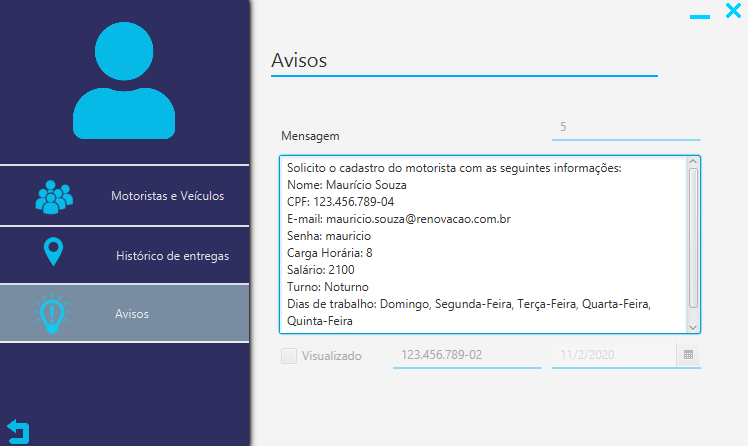 Avisos
5
Mensagem
Solicito o cadastro do motorista com as seguintes informações:
Nome: Maurício Souza
CPF: 123.456.789-04
E-mail: mauricio.souza@renovacao.com.br
Senha: mauricio
Carga Horária: 8
Salário: 2100
Turno: Noturno
Dias de trabalho: Domingo, Segunda-Feira, Terça-Feira, Quarta-Feira,
Quinta-Feira
Visualizado
123.456.789-02
11/2/2020
Motoristas e Veículos
Histórico de entregas
Avisos